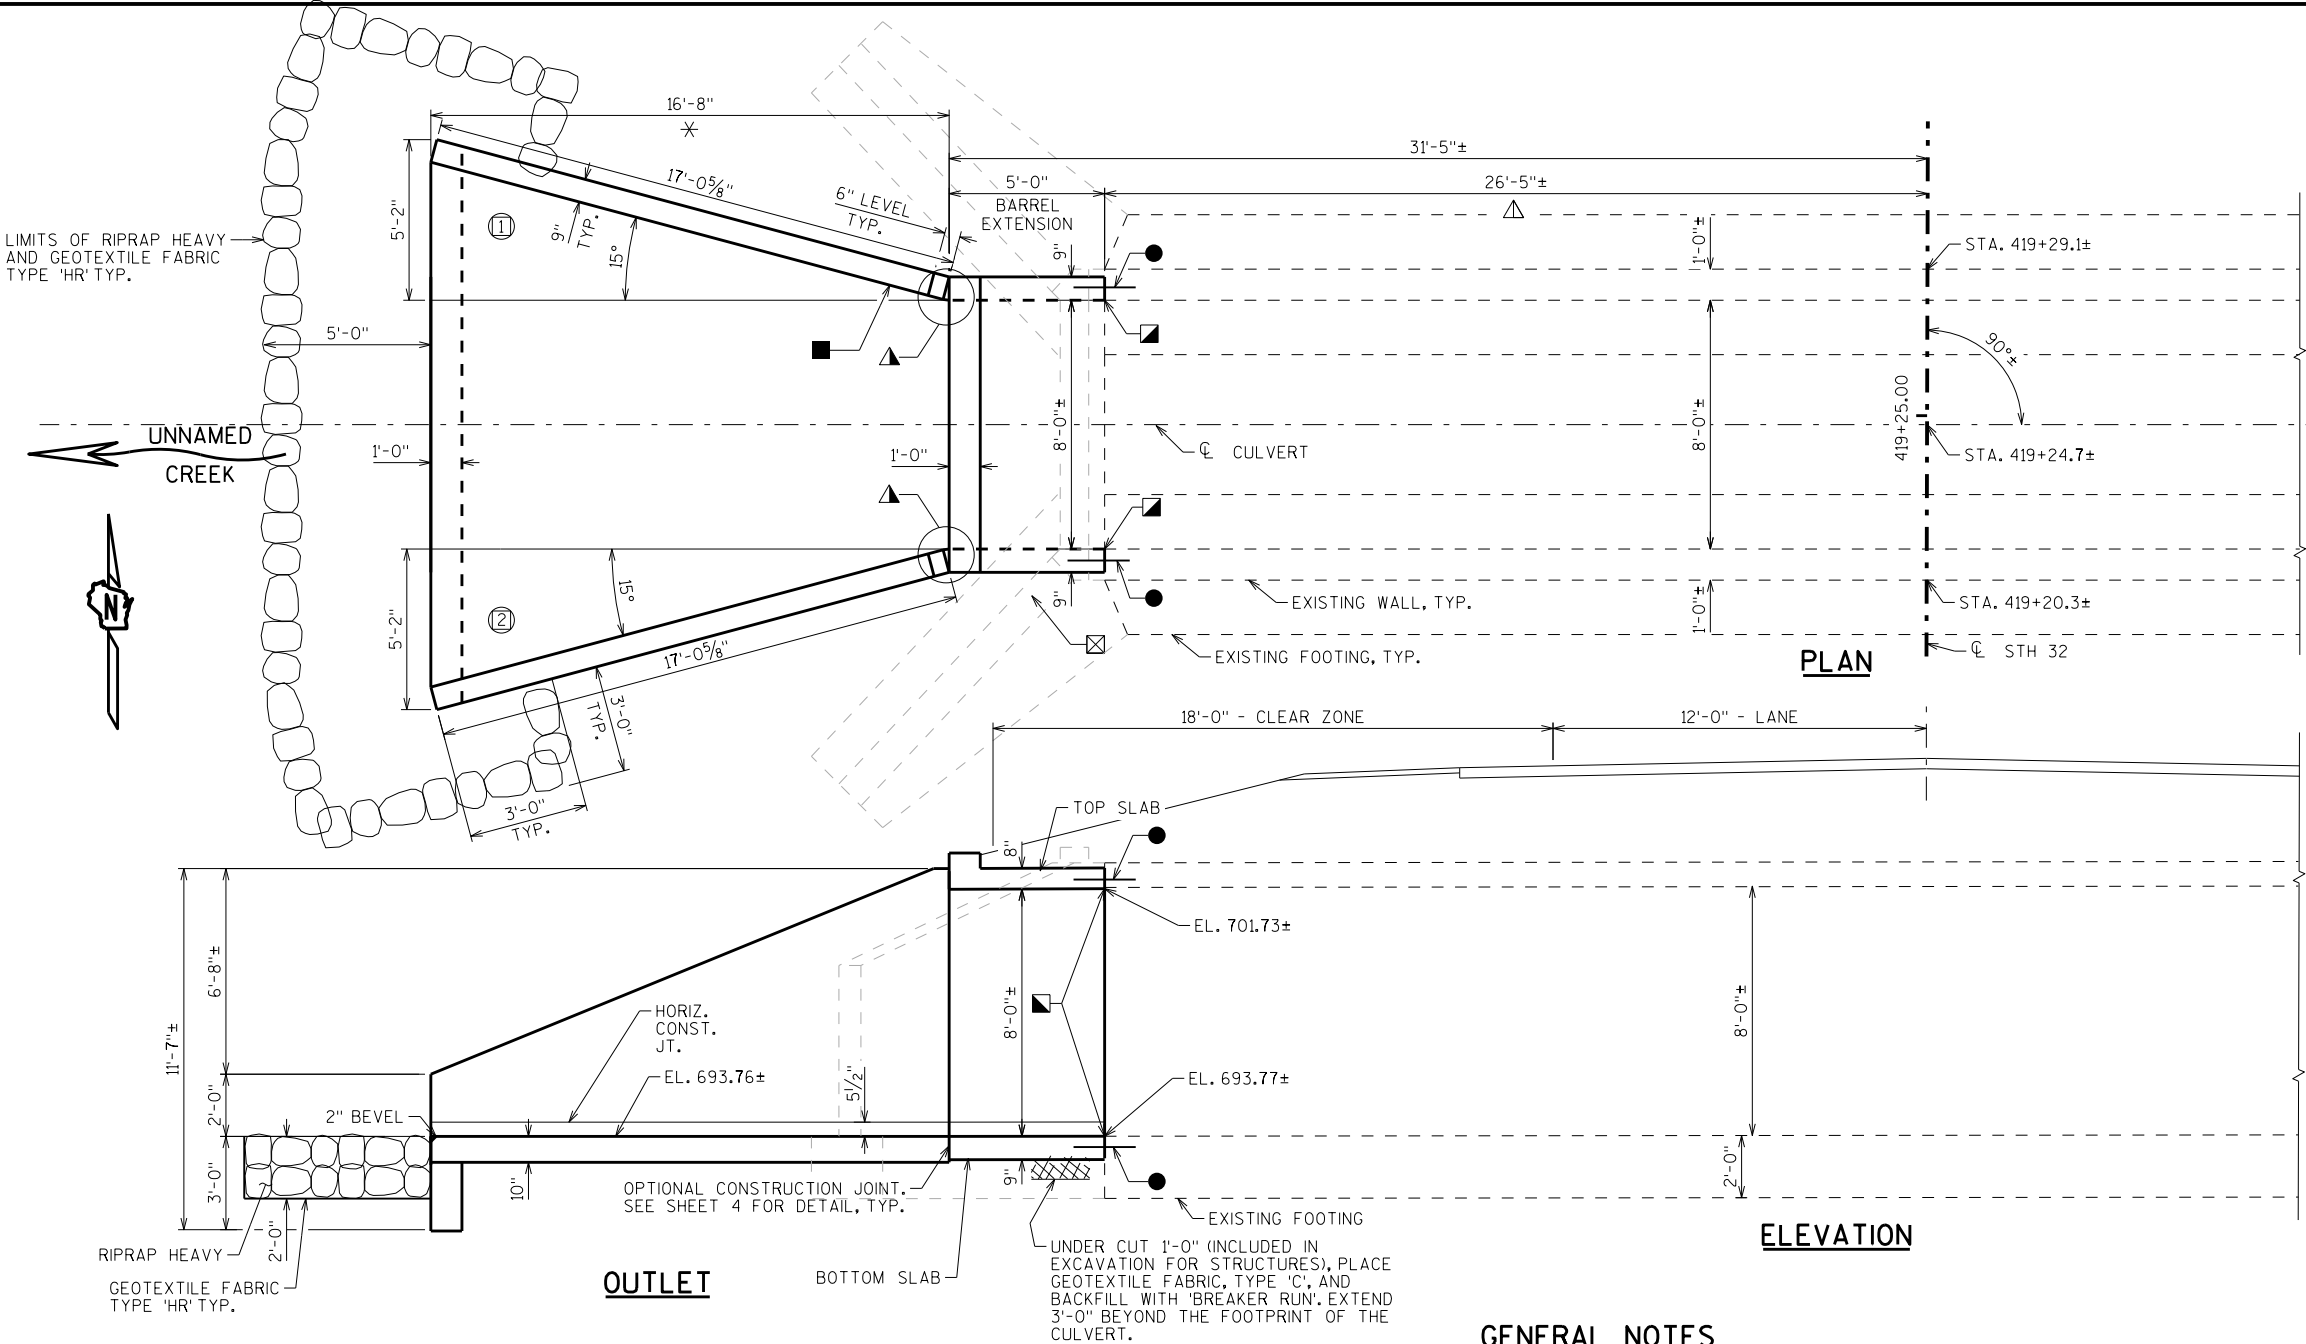 16'-8"
17'-0⅝"
9"
TYP.
15°
5'-2"
1
6" LEVEL
TYP.
31'-5"±
5'-0"
BARREL
EXTENSION
26'-5"±
9"
1'-0"±
STA. 419+29.1±
LIMITS OF RIPRAP HEAVY
AND GEOTEXTILE FABRIC
TYPE 'HR' TYP.
5'-0"
8'-0"±
8'-0"±
90°±
419+25.00
UNNAMED
CREEK
1'-0"
1'-0"
℄ CULVERT
STA. 419+24.7±
N
5'-2"
15°
2
17'-0⅝"
9"
EXISTING WALL, TYP.
1'-0"±
STA. 419+20.3±
EXISTING FOOTING, TYP.
℄ STH 32
PLAN
3'-0"
TYP.
3'-0"
TYP.
18'-0" - CLEAR ZONE
12'-0" - LANE
TOP SLAB
8"
EL. 701.73±
6'-8"±
11'-7"±
2'-0"
3'-0"
HORIZ.
CONST.
JT.
EL. 693.76±
5½"
8'-0"±
8'-0"±
EL. 693.77±
2" BEVEL
10"
9"
2'-0"
2'-0"
OPTIONAL CONSTRUCTION JOINT.
SEE SHEET 4 FOR DETAIL, TYP.
EXISTING FOOTING
ELEVATION
RIPRAP HEAVY
GEOTEXTILE FABRIC
TYPE 'HR' TYP.
OUTLET
BOTTOM SLAB
UNDER CUT 1'-0" (INCLUDED IN
EXCAVATION FOR STRUCTURES), PLACE
GEOTEXTILE FABRIC, TYPE 'C', AND
BACKFILL WITH 'BREAKER RUN'. EXTEND
3'-0" BEYOND THE FOOTPRINT OF THE
CULVERT.
GENERAL NOTES